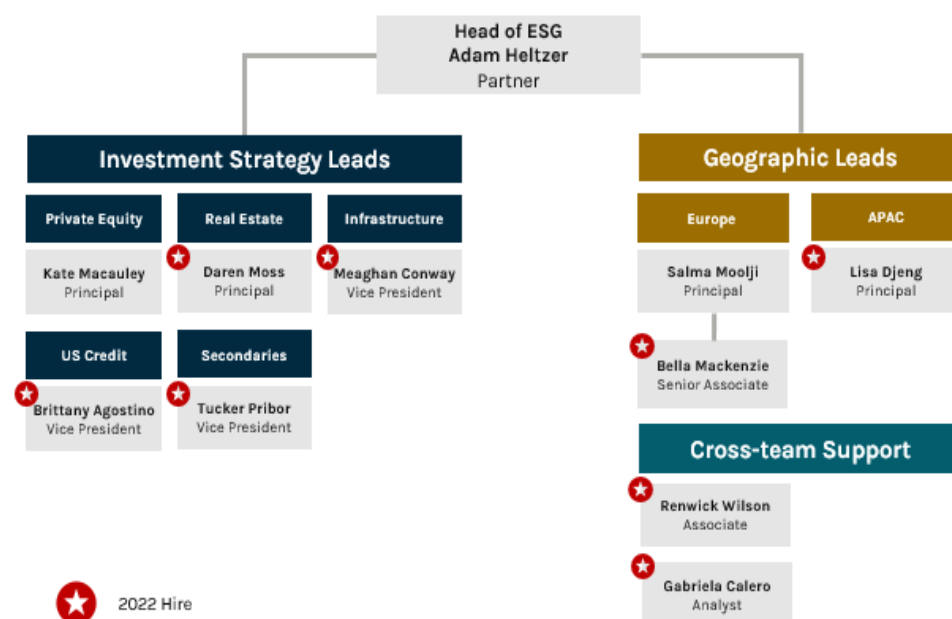 Head of ESG
Adam Heltzer
Partner
Investment Strategy Leads
Private Equity
Kate Macauley
Principal
Real Estate
Daren Moss
Principal
Infrastructure
Meaghan Conway
Vice President
US Credit
Brittany Agostino
Vice President
Secondaries
Tucker Pribor
Vice President
Geographic Leads
Europe
Salma Moolji
Principal
Bella Mackenzie
Senior Associate
APAC
Lisa Djeng
Principal
Cross-team Support
Renwick Wilson
Associate
Gabriela Calero
Analyst
2022 Hire